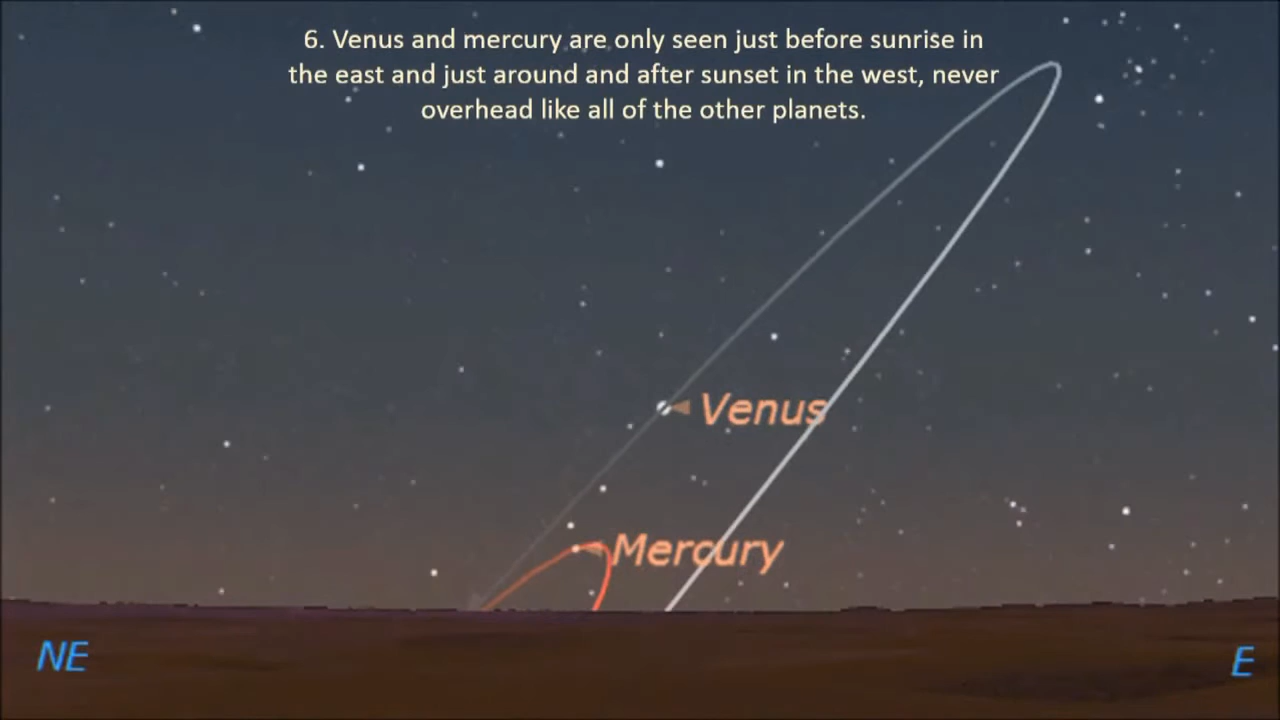 6. Venus and mercury are only seen just before sunrise in
the east and just around and after sunset in the west, never
overhead like all of the other planets.
Venus
Mercury
NE
E